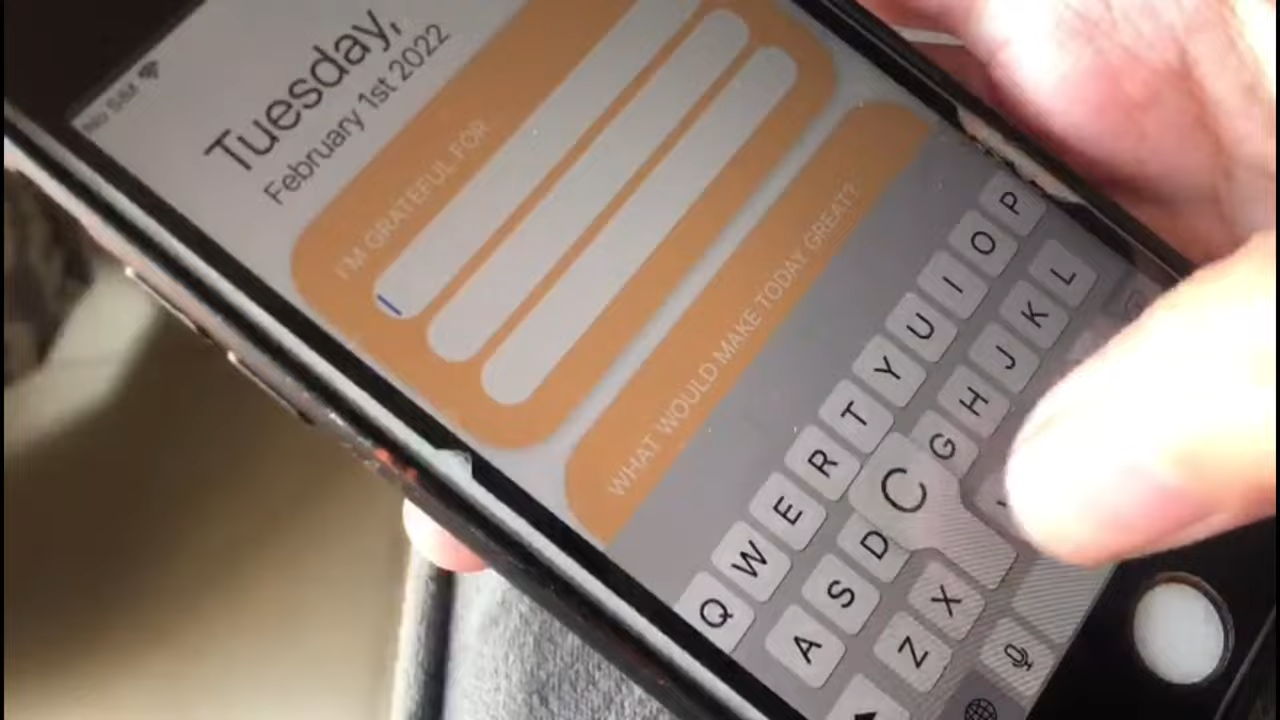 No SIM
Tuesday,
February 1st 2022
I'M GRATEFUL FOR
WHAT WOULD MAKE TODAY GREAT?
Q W E R T Y U I O P
A S D C G H J K L
Z X